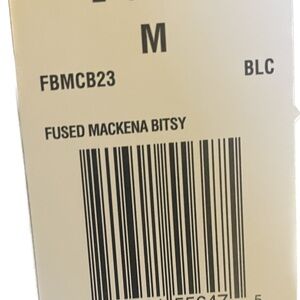 M
FBMCB23 BLC
FUSED MACKENA BITSY